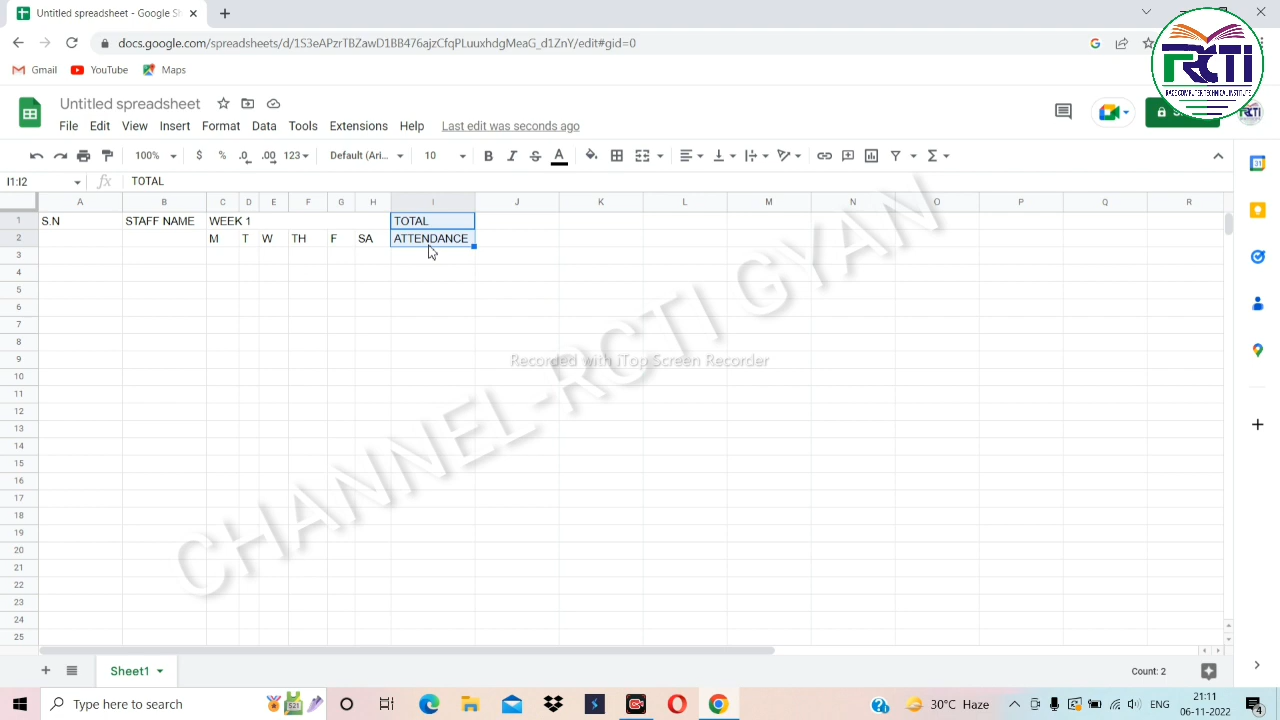 Untitled spreadsheet - Google Sh
docs.google.com/spreadsheets/d/1S3eAPzrTBZawD1BB476ajzCfqPLuxhdgMeiC_d1ZnY/edit#gid=0
Gmail YouTube Maps
RCTI
Untitled spreadsheet
File Edit View Insert Format Data Tools Extensions Help Last edit was seconds ago
100% $ % .0 .00 123 Default (Ari... 10 B I S A Σ
I1:I2 fx TOTAL
A B C D E F G H I J K L M N O P Q R
1 S.N STAFF NAME WEEK 1 TOTAL
2 M T W TH F SA ATTENDANCE
3
4
5
6
7
8
9
10
11
12
13
14
15
16
17
18
19
20
21
22
23
24
25
CHANNEL-RCTI GYAN
Recorded with iTop Screen Recorder
Sheet1 Count: 2
Type here to search 30°C Haze ENG 21:11
06-11-2022 4